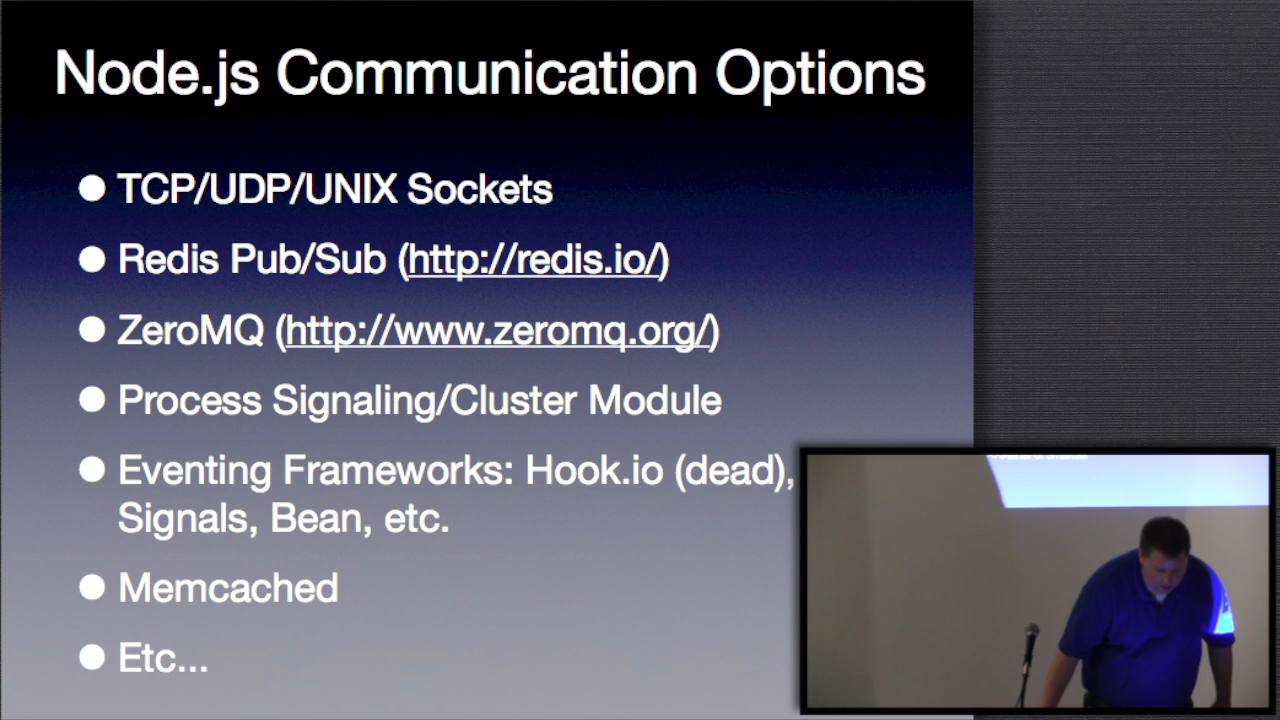 Node.js Communication Options
● TCP/UDP/UNIX Sockets
● Redis Pub/Sub (http://redis.io/)
● ZeroMQ (http://www.zeromq.org/)
● Process Signaling/Cluster Module
● Eventing Frameworks: Hook.io (dead),
Signals, Bean, etc.
● Memcached
● Etc...